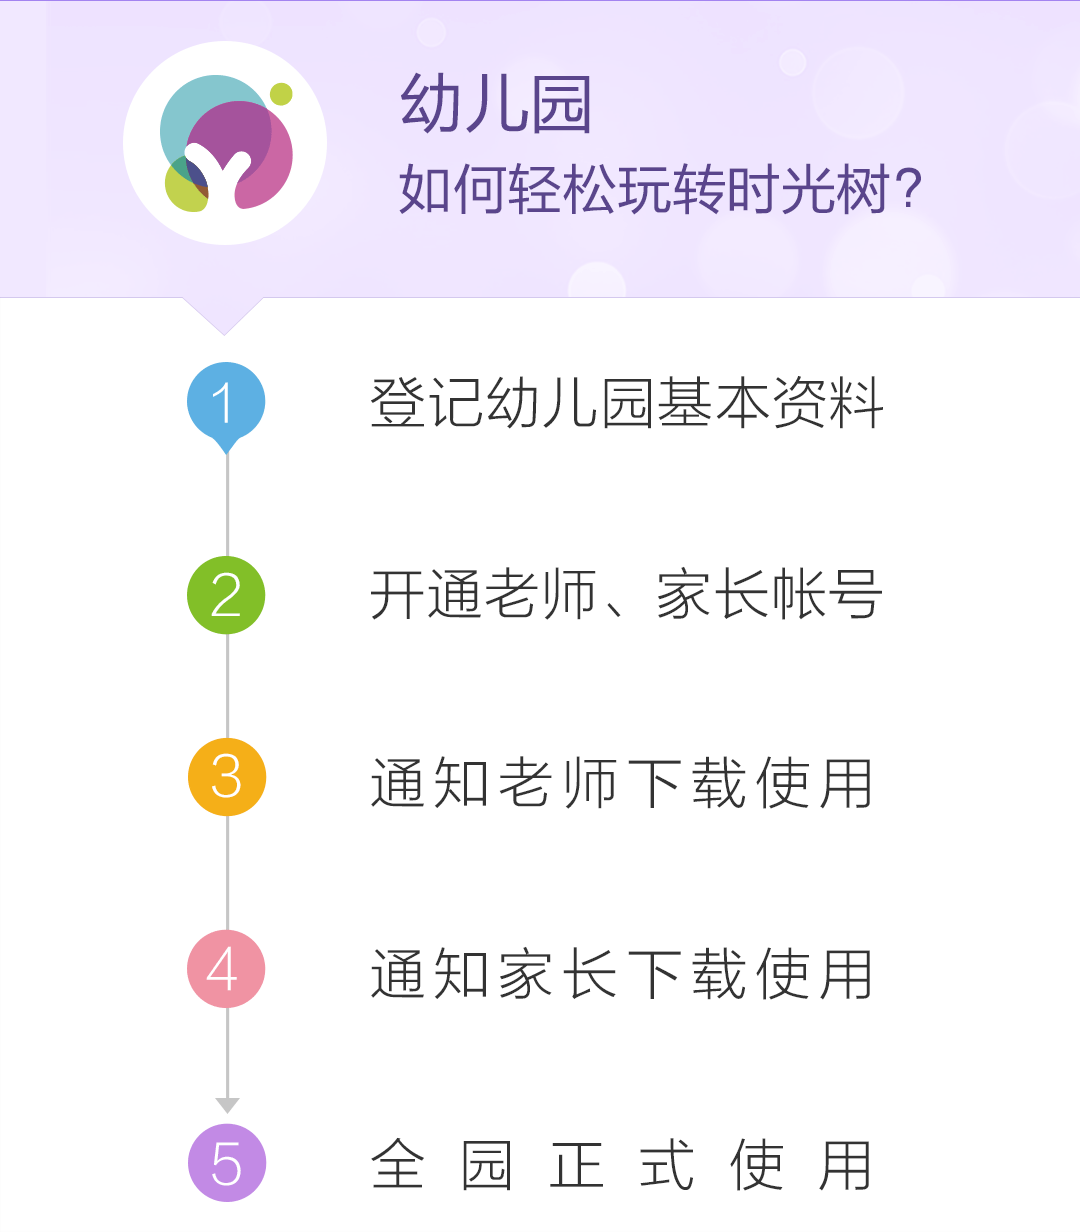 幼儿园
如何轻松玩转时光树?
1
登记幼儿园基本资料
2
开通老师、家长帐号
3
通知老师下载使用
4
通知家长下载使用
5
全园正式使用